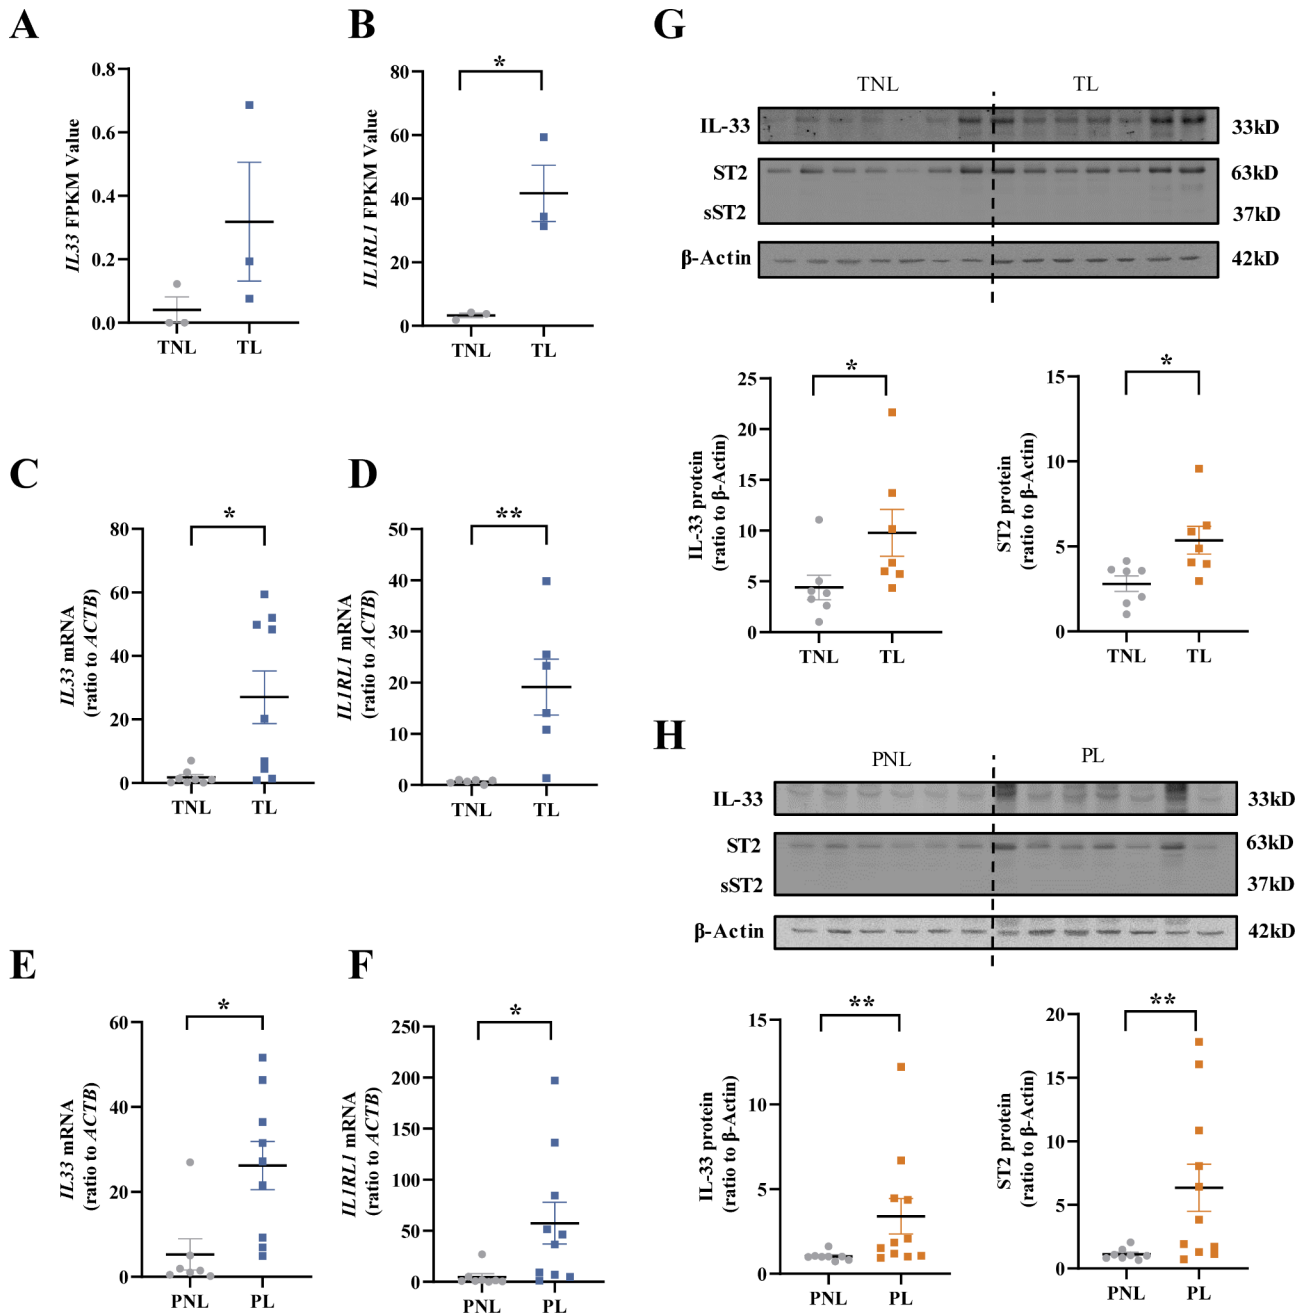 A
IL33 FPKM Value
0.8
0.6
0.4
0.2
0.0
TNL
TL
B
IL1RL1 FPKM Value
80
60
40
20
0
*
TNL
TL
C
IL33 mRNA
(ratio to ACTB)
80
60
40
20
0
*
TNL
TL
D
IL1RL1 mRNA
(ratio to ACTB)
50
40
30
20
10
0
**
TNL
TL
E
IL33 mRNA
(ratio to ACTB)
60
40
20
0
*
PNL
PL
F
IL1RL1 mRNA
(ratio to ACTB)
250
200
150
100
50
0
*
PNL
PL
G
TNL
TL
IL-33
33kD
ST2
63kD
sST2
37kD
β-Actin
42kD
IL-33 protein
(ratio to β-Actin)
25
20
15
10
5
0
*
TNL
TL
ST2 protein
(ratio to β-Actin)
15
10
5
0
*
TNL
TL
H
PNL
PL
IL-33
33kD
ST2
63kD
sST2
37kD
β-Actin
42kD
IL-33 protein
(ratio to β-Actin)
15
10
5
0
**
PNL
PL
ST2 protein
(ratio to β-Actin)
20
15
10
5
0
**
PNL
PL